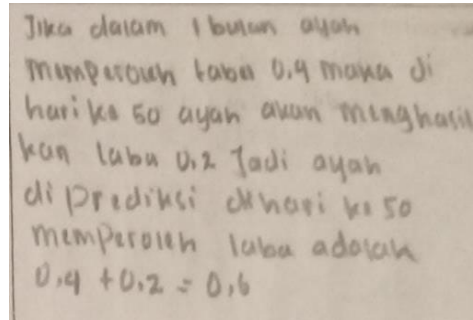 Jika dalam 1 bulan ayah
memperoleh laba 0,4 maka di
hari ke 50 ayah akan menghasil
kan laba 0.2 Jadi ayah
di prediksi dihari ke 50
memperoleh laba adalah
0,4 + 0.2 = 0,6